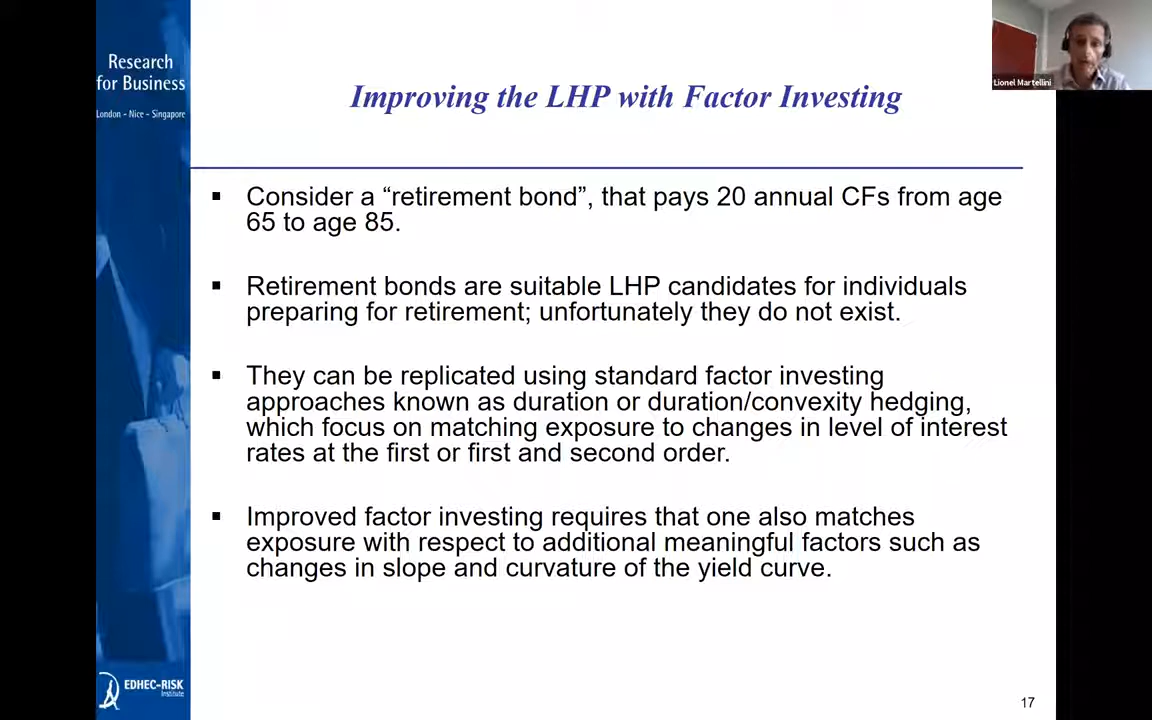 Research
for Business
London - Nice - Singapore
Lionel Martellini
Improving the LHP with Factor Investing
▪ Consider a “retirement bond”, that pays 20 annual CFs from age
65 to age 85.
▪ Retirement bonds are suitable LHP candidates for individuals
preparing for retirement; unfortunately they do not exist.
▪ They can be replicated using standard factor investing
approaches known as duration or duration/convexity hedging,
which focus on matching exposure to changes in level of interest
rates at the first or first and second order.
▪ Improved factor investing requires that one also matches
exposure with respect to additional meaningful factors such as
changes in slope and curvature of the yield curve.
EDHEC-RISK
Institute
17